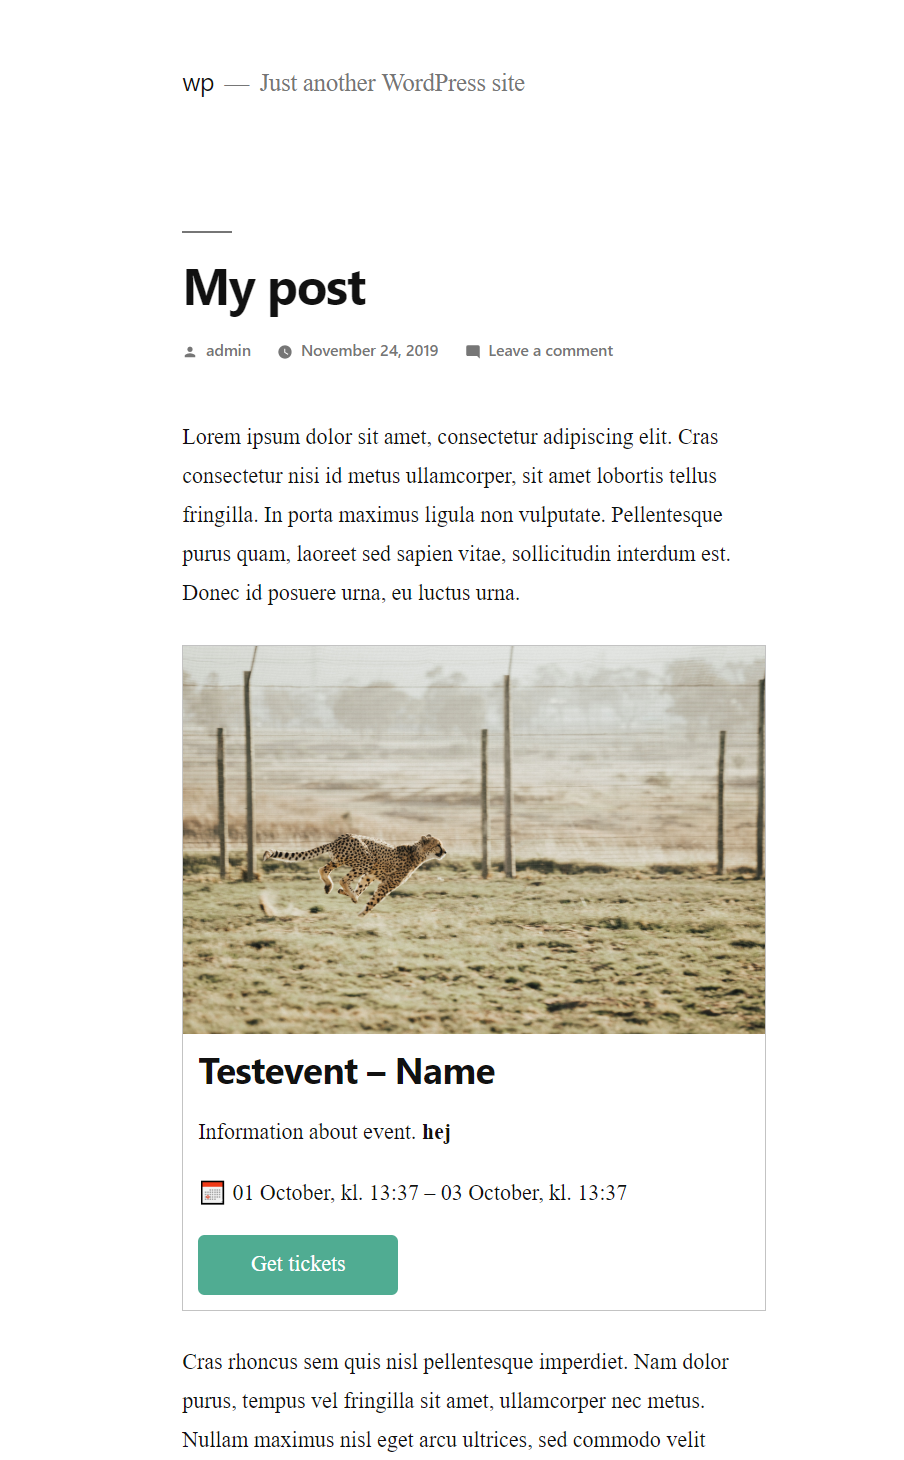 wp — Just another WordPress site
My post
admin November 24, 2019 Leave a comment
Lorem ipsum dolor sit amet, consectetur adipiscing elit. Cras
consectetur nisi id metus ullamcorper, sit amet lobortis tellus
fringilla. In porta maximus ligula non vulputate. Pellentesque
purus quam, laoreet sed sapien vitae, sollicitudin interdum est.
Donec id posuere urna, eu luctus urna.
Testevent – Name
Information about event. hej
01 October, kl. 13:37 – 03 October, kl. 13:37
Get tickets
Cras rhoncus sem quis nisl pellentesque imperdiet. Nam dolor
purus, tempus vel fringilla sit amet, ullamcorper nec metus.
Nullam maximus nisl eget arcu ultrices, sed commodo velit